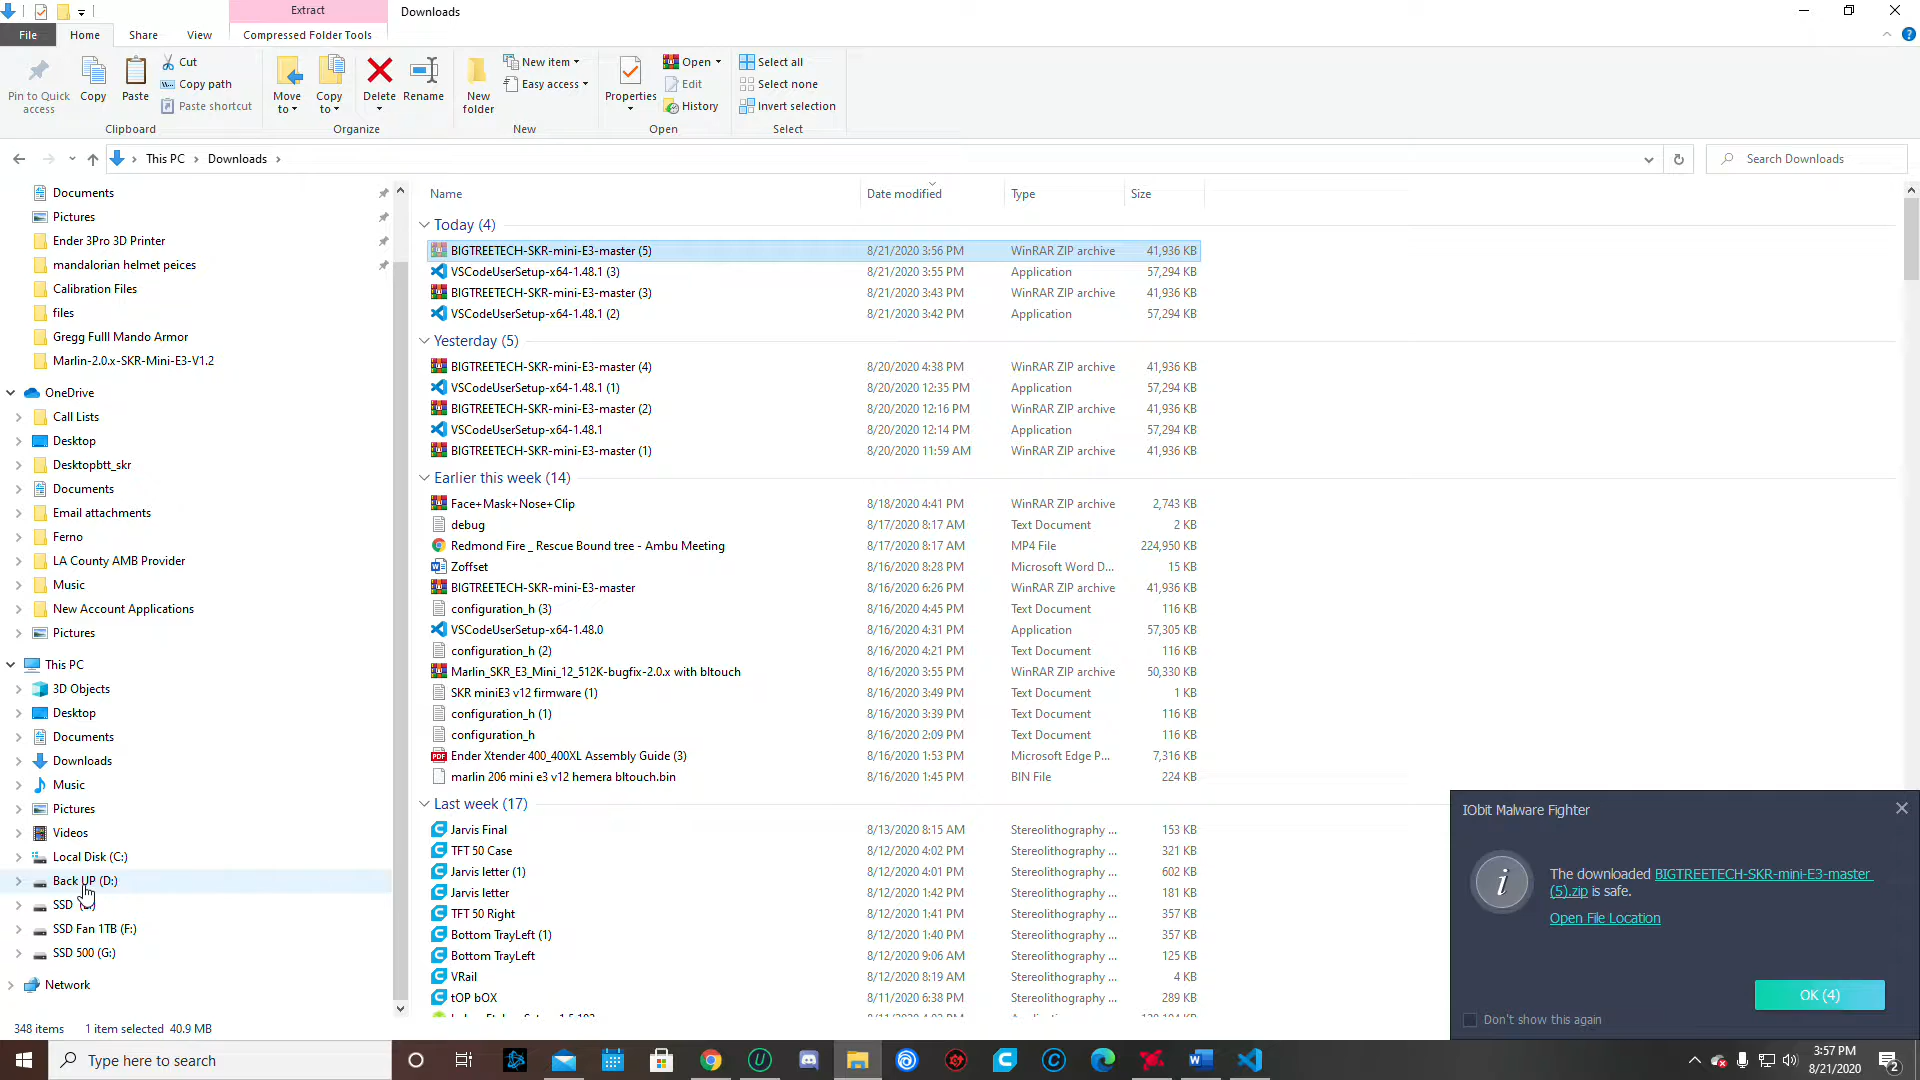 Extract
Downloads
File
Home
Share
View
Compressed Folder Tools
Pin to Quick access
Copy
Paste
Cut
Copy path
Paste shortcut
Clipboard
Move to
Copy to
Delete
Rename
Organize
New folder
New item
Easy access
New
Properties
Open
Edit
History
Open
Select all
Select none
Invert selection
Select
This PC
Downloads
Search Downloads
Documents
Pictures
Ender 3Pro 3D Printer
mandalorian helmet peices
Calibration Files
files
Gregg Fulll Mando Armor
Marlin-2.0.x-SKR-Mini-E3-V1.2
OneDrive
Call Lists
Desktop
Desktopbtt_skr
Documents
Email attachments
Ferno
LA County AMB Provider
Music
New Account Applications
Pictures
This PC
3D Objects
Desktop
Documents
Downloads
Music
Pictures
Videos
Local Disk (C:)
Back UP (D:)
SSD
SSD Fan 1TB (F:)
SSD 500 (G:)
Network
Name Date modified Type Size
Today (4)
BIGTREETECH-SKR-mini-E3-master (5) 8/21/2020 3:56 PM WinRAR ZIP archive 41,936 KB
VSCodeUserSetup-x64-1.48.1 (3) 8/21/2020 3:55 PM Application 57,294 KB
BIGTREETECH-SKR-mini-E3-master (3) 8/21/2020 3:43 PM WinRAR ZIP archive 41,936 KB
VSCodeUserSetup-x64-1.48.1 (2) 8/21/2020 3:42 PM Application 57,294 KB
Yesterday (5)
BIGTREETECH-SKR-mini-E3-master (4) 8/20/2020 4:38 PM WinRAR ZIP archive 41,936 KB
VSCodeUserSetup-x64-1.48.1 (1) 8/20/2020 12:35 PM Application 57,294 KB
BIGTREETECH-SKR-mini-E3-master (2) 8/20/2020 12:16 PM WinRAR ZIP archive 41,936 KB
VSCodeUserSetup-x64-1.48.1 8/20/2020 12:14 PM Application 57,294 KB
BIGTREETECH-SKR-mini-E3-master (1) 8/20/2020 11:59 AM WinRAR ZIP archive 41,936 KB
Earlier this week (14)
Face+Mask+Nose+Clip 8/18/2020 4:41 PM WinRAR ZIP archive 2,743 KB
debug 8/17/2020 8:17 AM Text Document 2 KB
Redmond Fire _ Rescue Bound tree - Ambu Meeting 8/17/2020 8:17 AM MP4 File 224,950 KB
Zoffset 8/16/2020 8:28 PM Microsoft Word D... 15 KB
BIGTREETECH-SKR-mini-E3-master 8/16/2020 6:26 PM WinRAR ZIP archive 41,936 KB
configuration_h (3) 8/16/2020 4:45 PM Text Document 116 KB
VSCodeUserSetup-x64-1.48.0 8/16/2020 4:31 PM Application 57,305 KB
configuration_h (2) 8/16/2020 4:21 PM Text Document 116 KB
Marlin_SKR_E3_Mini_12_512K-bugfix-2.0.x with bltouch 8/16/2020 3:55 PM WinRAR ZIP archive 50,330 KB
SKR miniE3 v12 firmware (1) 8/16/2020 3:49 PM Text Document 1 KB
configuration_h (1) 8/16/2020 3:39 PM Text Document 116 KB
configuration_h 8/16/2020 2:09 PM Text Document 116 KB
Ender Xtender 400_400XL Assembly Guide (3) 8/16/2020 1:53 PM Microsoft Edge P... 7,316 KB
marlin 206 mini e3 v12 hemera bltouch.bin 8/16/2020 1:45 PM BIN File 224 KB
Last week (17)
Jarvis Final 8/13/2020 8:15 AM Stereolithography ... 153 KB
TFT 50 Case 8/12/2020 4:02 PM Stereolithography ... 321 KB
Jarvis letter (1) 8/12/2020 4:01 PM Stereolithography ... 602 KB
Jarvis letter 8/12/2020 1:42 PM Stereolithography ... 181 KB
TFT 50 Right 8/12/2020 1:41 PM Stereolithography ... 357 KB
Bottom TrayLeft (1) 8/12/2020 1:40 PM Stereolithography ... 357 KB
Bottom TrayLeft 8/12/2020 9:06 AM Stereolithography ... 125 KB
VRail 8/12/2020 8:19 AM Stereolithography ... 4 KB
tOP bOX 8/11/2020 6:38 PM Stereolithography ... 289 KB
IObit Malware Fighter
The downloaded BIGTREETECH-SKR-mini-E3-master
(5).zip is safe.
Open File Location
OK (4)
Don't show this again
348 items 1 item selected 40.9 MB
Type here to search
3:57 PM
8/21/2020
2